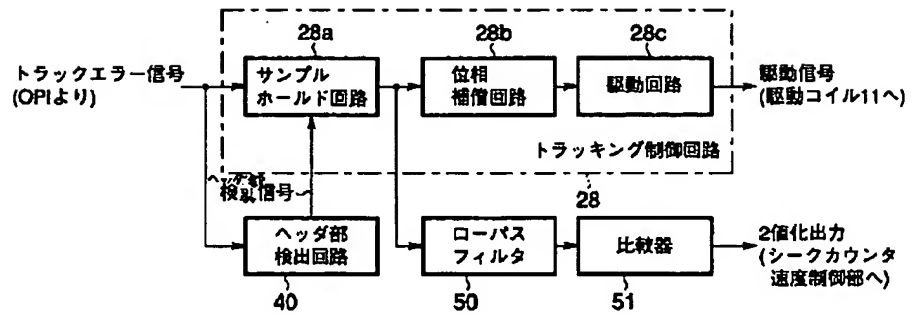 28a
28b
28c
トラックエラー信号
(OPIより)
サンプル
ホールド回路
位相
補償回路
駆動回路
駆動信号
(駆動コイル11へ)
トラッキング制御回路
ヘッダ部
検出信号
28
ヘッダ部
検出回路
ローパス
フィルタ
比較器
2値化出力
(シークカウンタ
速度制御部へ)
40
50
51